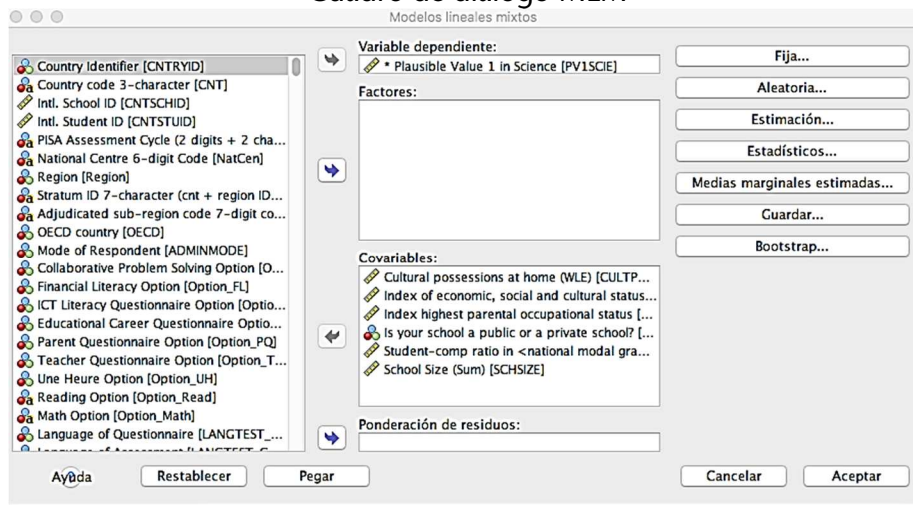 Cuadro de diálogo MLM
Modelos lineales mixtos
Country Identifier [CNTRYID]
Country code 3-character [CNT]
Intl. School ID [CNTSCHID]
Intl. Student ID [CNTSTUID]
PISA Assessment Cycle (2 digits + 2 cha...
National Centre 6-digit Code [NatCen]
Region [Region]
Stratum ID 7-character (cnt + region ID...
Adjudicated sub-region code 7-digit co...
OECD country [OECD]
Mode of Respondent [ADMINMODE]
Collaborative Problem Solving Option [O...
Financial Literacy Option [Option_FL]
ICT Literacy Questionnaire Option [Optio...
Educational Career Questionnaire Optio...
Parent Questionnaire Option [Option_PQ]
Teacher Questionnaire Option [Option_T...
Une Heure Option [Option_UH]
Reading Option [Option_Read]
Math Option [Option_Math]
Language of Questionnaire [LANGTEST_...
Variable dependiente:
* Plausible Value 1 in Science [PV1SCIE]
Factores:
Covariables:
Cultural possessions at home (WLE) [CULTP...
Index of economic, social and cultural status...
Index highest parental occupational status [...
Is your school a public or a private school? [...
Student-comp ratio in <national modal gra...
School Size (Sum) [SCHSIZE]
Ponderación de residuos:
Fija...
Aleatoria...
Estimación...
Estadísticos...
Medias marginales estimadas...
Guardar...
Bootstrap...
Ayuda
Restablecer
Pegar
Cancelar
Aceptar